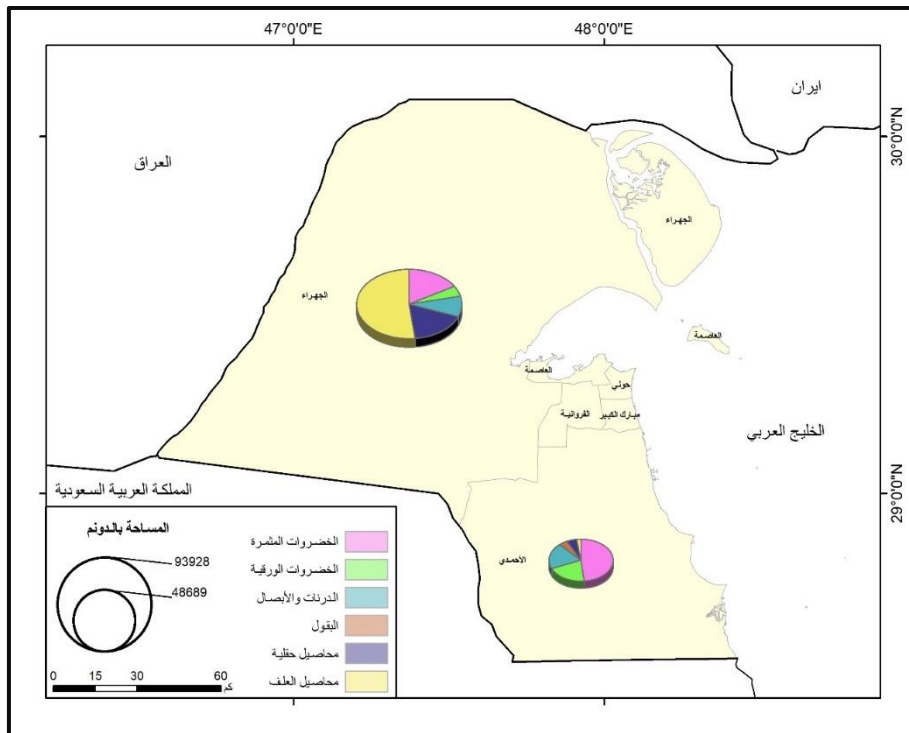 47°0'0"E
48°0'0"E
ايران
30°0'0"N
العراق
الجهراء
الجهراء
العاصمة
العاصمة
حولي
الفروانية
مبارك الكبير
الخليج العربي
المملكة العربية السعودية
29°0'0"N
المساحة بالدونم
93928
48689
الخضروات المثمرة
الخضروات الورقية
الدرنات والأبصال
البقول
محاصيل حقلية
محاصيل العلف
الأحمدي
0 15 30 60
كم